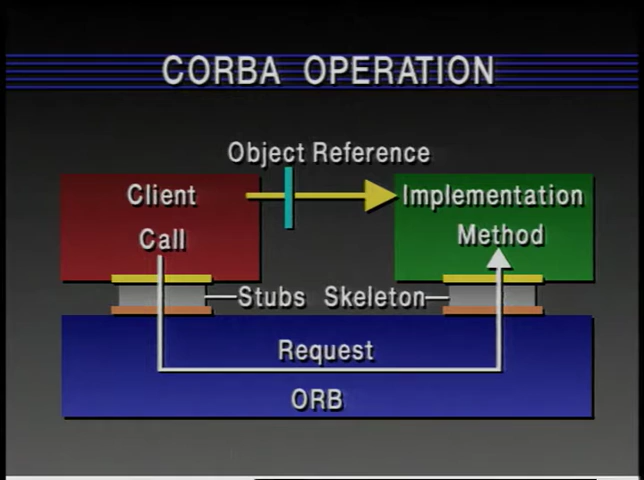 CORBA OPERATION
Object Reference
Client
Implementation
Call
Method
Stubs
Skeleton
Request
ORB